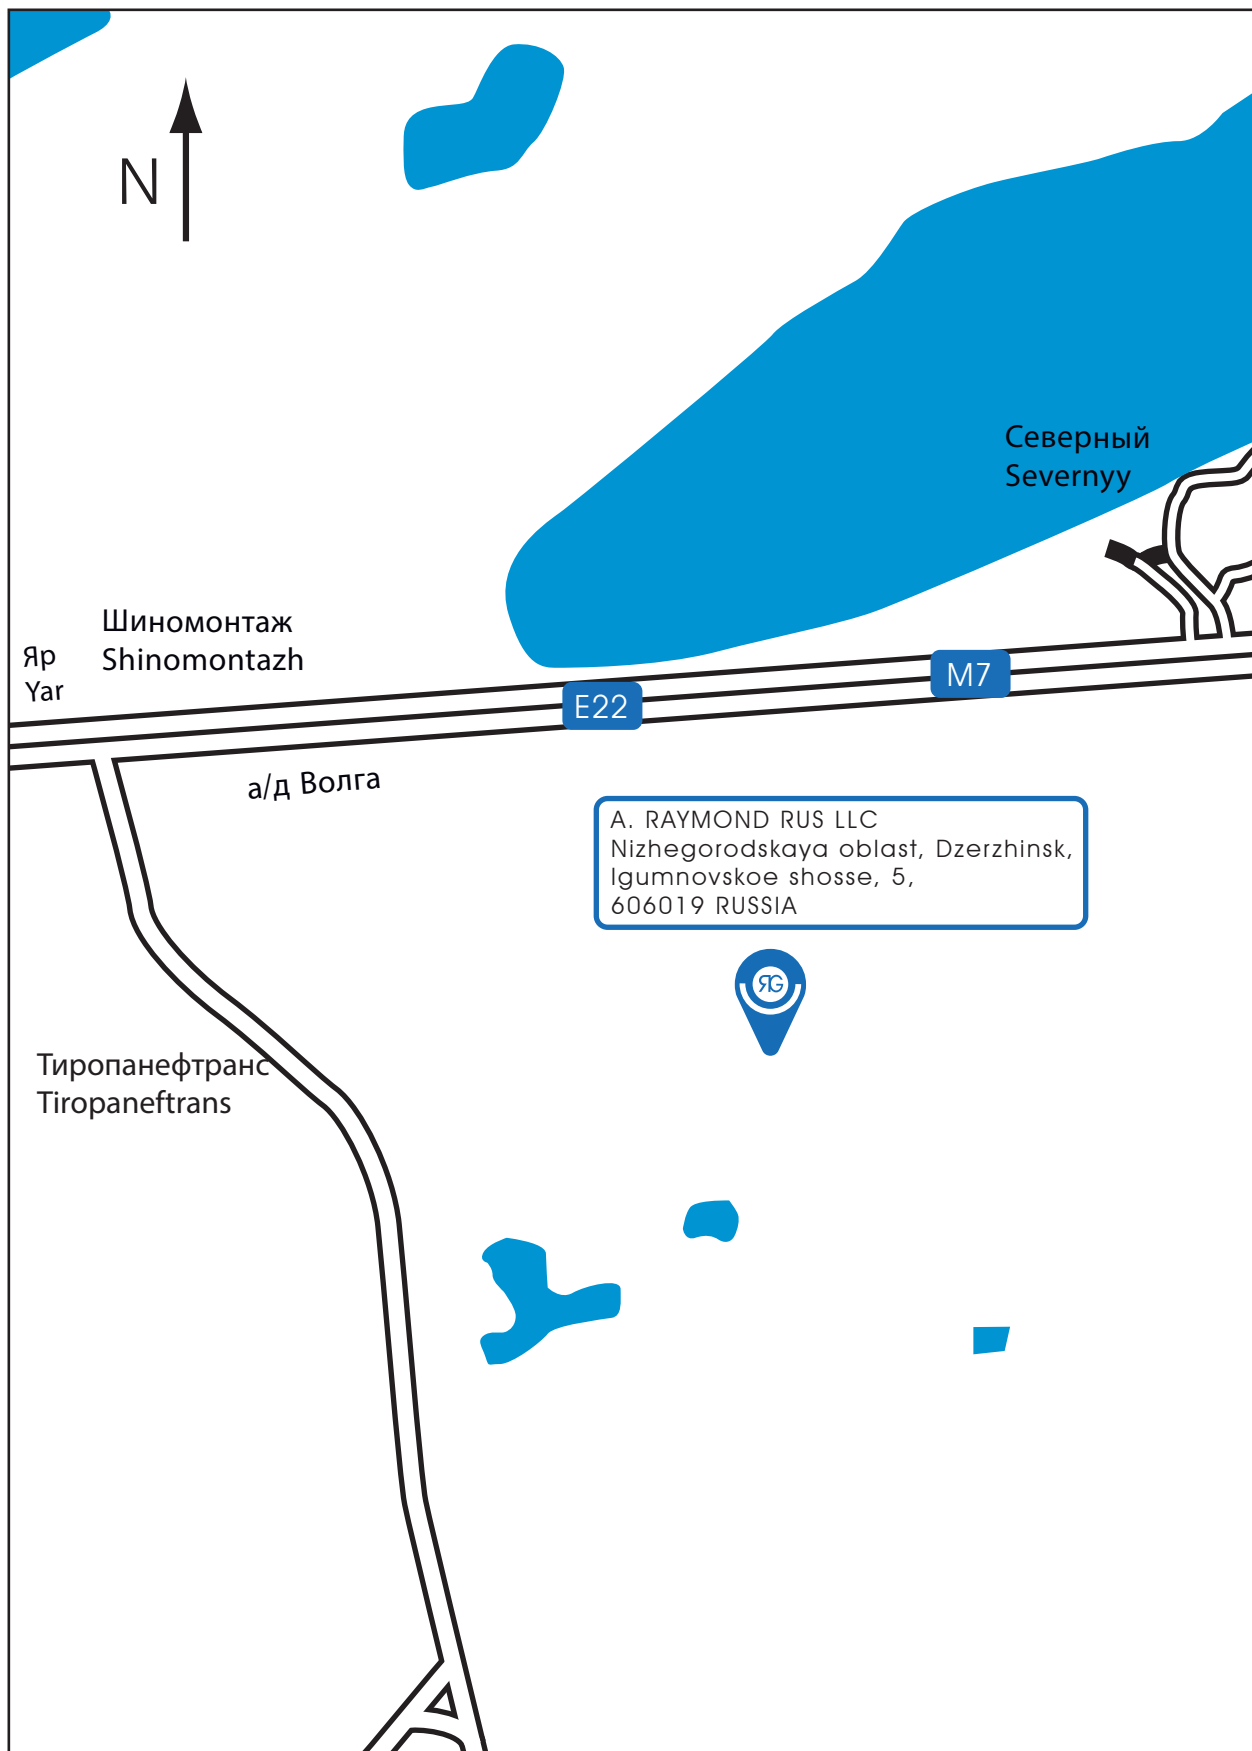 N
Северный
Severnyy
Шиномонтаж
Shinomontazh
Яр
Yar
M7
E22
а/д Волга
A. RAYMOND RUS LLC
Nizhegorodskaya oblast, Dzerzhinsk,
Igumnovskoe shosse, 5,
606019 RUSSIA
ЯG
Тиропанефтранс
Tiropaneftrans